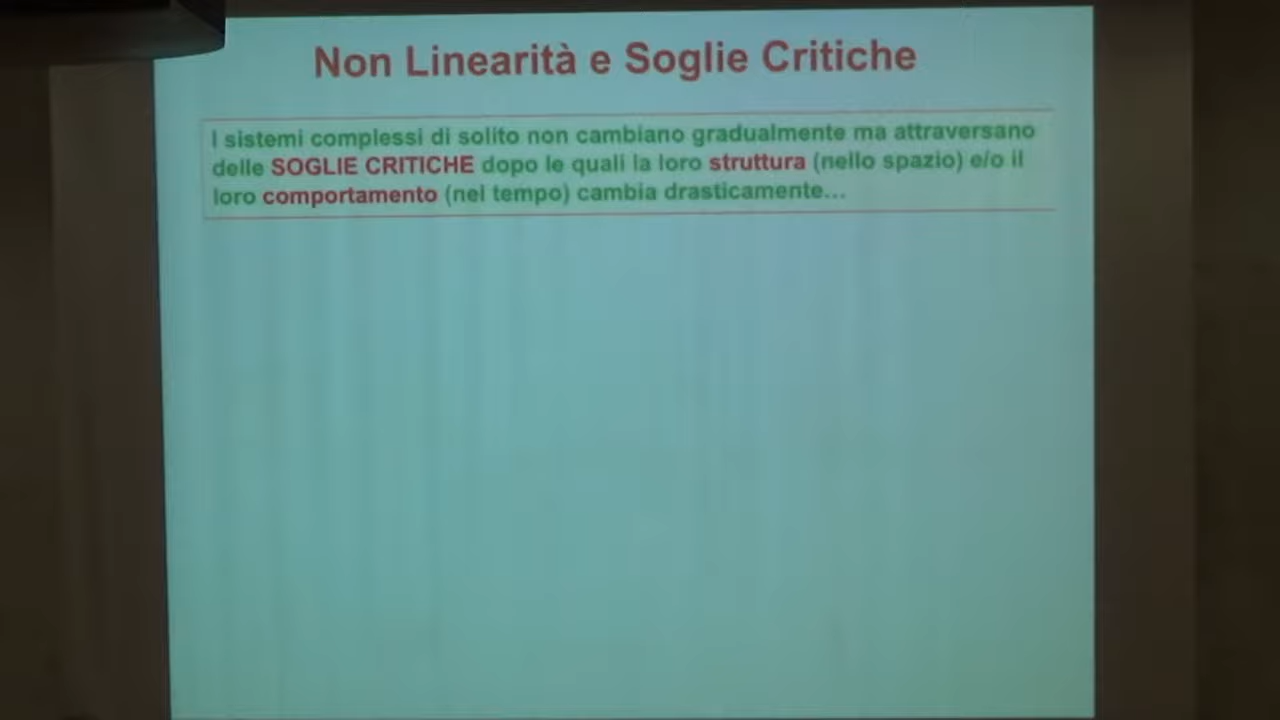 Non Linearità e Soglie Critiche
I sistemi complessi di solito non cambiano gradualmente ma attraversano
delle SOGLIE CRITICHE dopo le quali la loro struttura (nello spazio) e/o il
loro comportamento (nel tempo) cambia drasticamente...